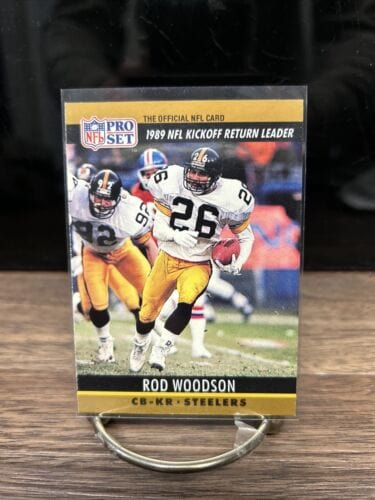 THE OFFICIAL NFL CARD
NFL PRO SET
1989 NFL KICKOFF RETURN LEADER
26
92
26
ROD WOODSON
CB-KR · STEELERS